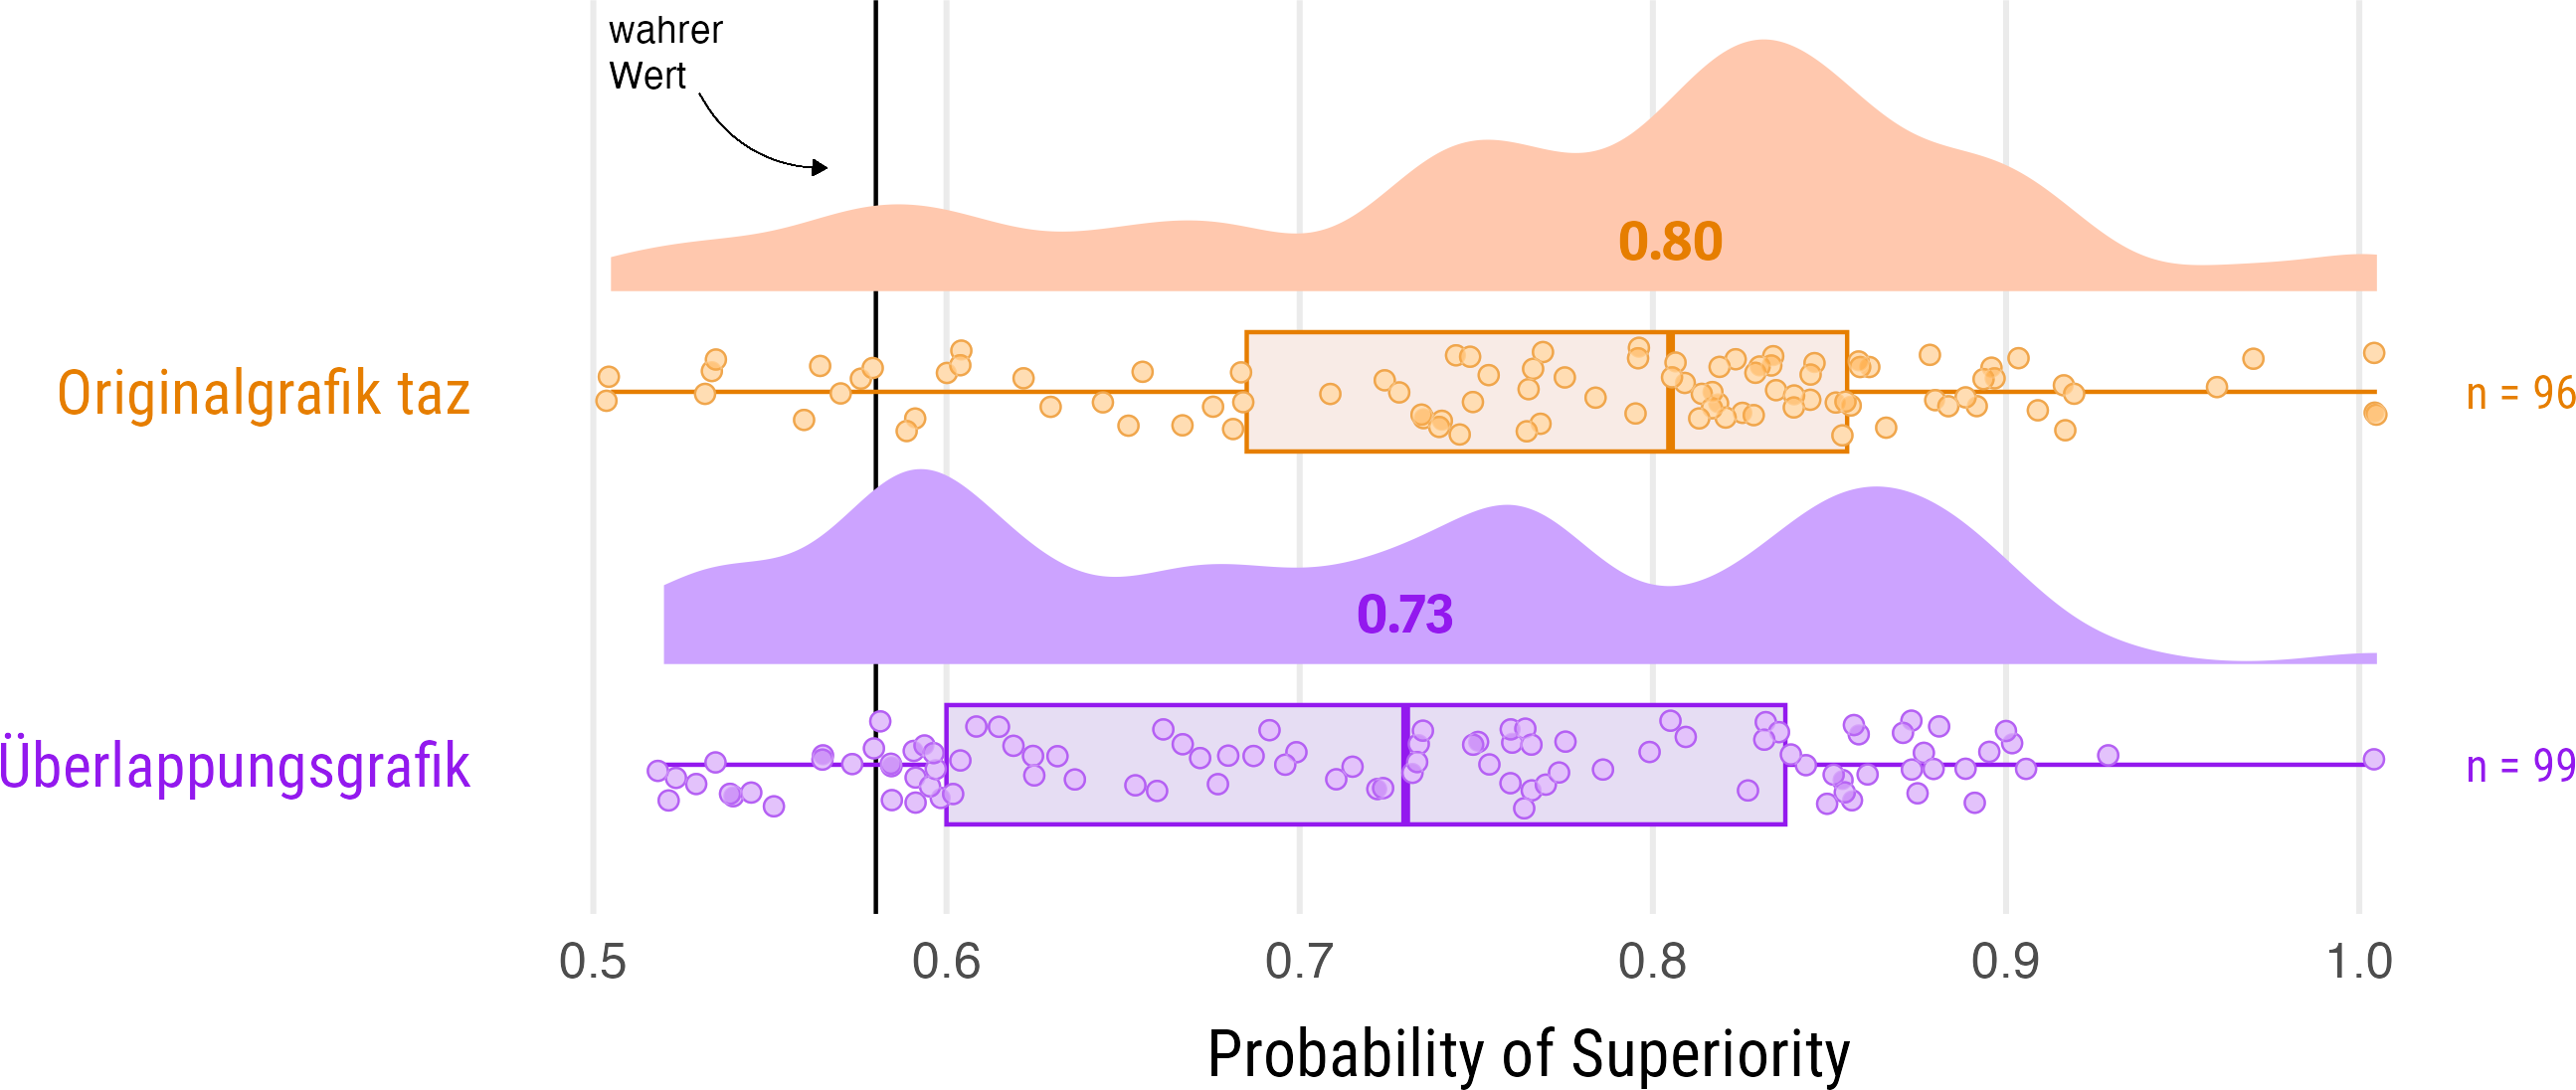 wahrer
Wert
0.80
Originalgrafik taz
n = 96
0.73
Überlappungsgrafik
n = 99
0.5 0.6 0.7 0.8 0.9 1.0
Probability of Superiority